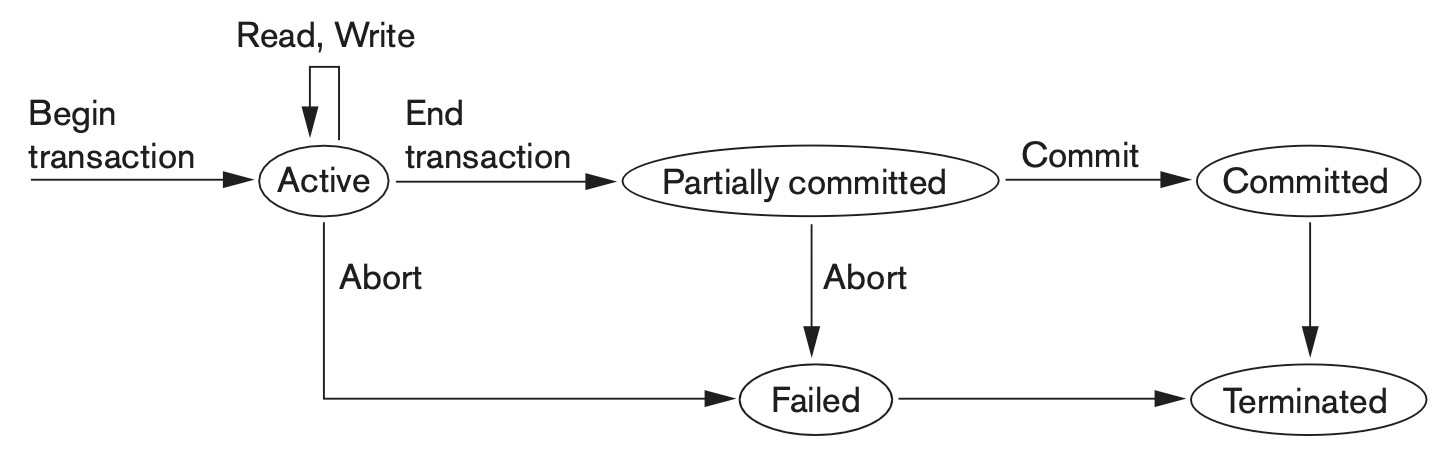 Read, Write
Begin
transaction
End
transaction
Active
Partially committed
Commit
Committed
Abort
Abort
Failed
Terminated